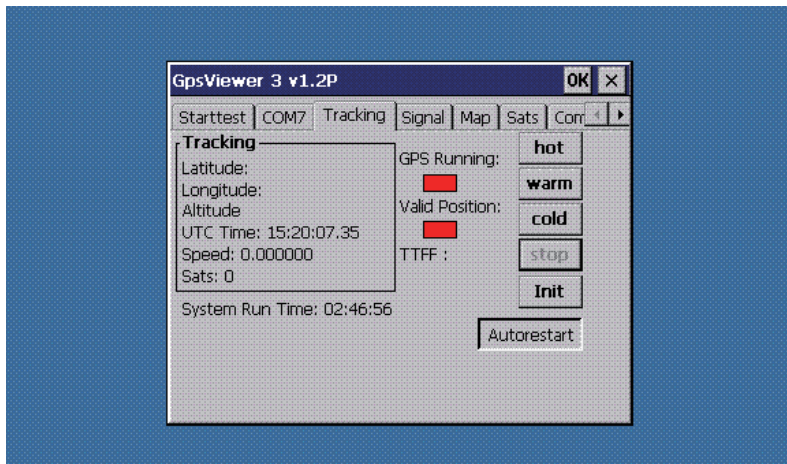 GpsViewer 3 v1.2P OK ×
Starttest COM7 Tracking Signal Map Sats
Tracking
Latitude:
Longitude:
Altitude
UTC Time: 15:20:07.35
Speed: 0.000000
Sats: 0
System Run Time: 02:46:56
GPS Running:
Valid Position:
TTFF :
hot
warm
cold
stop
Init
Autorestart